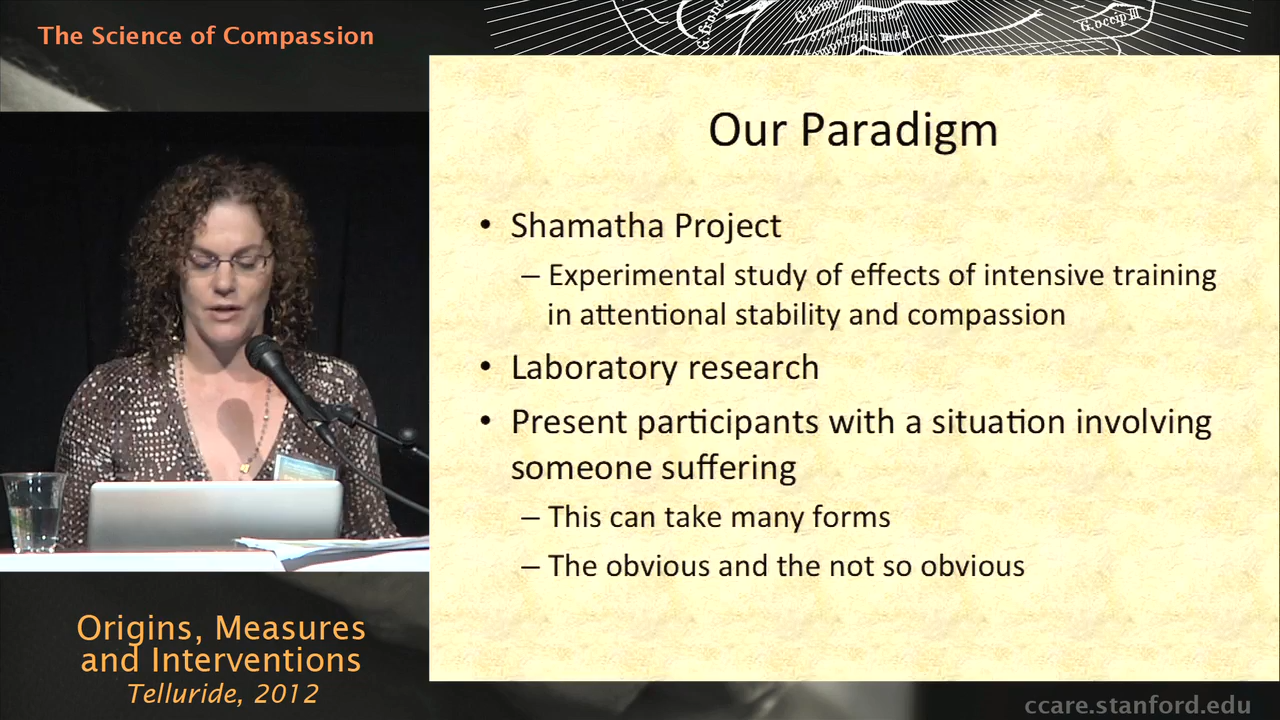 The Science of Compassion
G.occip III
Our Paradigm
• Shamatha Project
– Experimental study of effects of intensive training
in attentional stability and compassion
• Laboratory research
• Present participants with a situation involving
someone suffering
– This can take many forms
– The obvious and the not so obvious
Origins, Measures
and Interventions
Telluride, 2012
ccare.stanford.edu